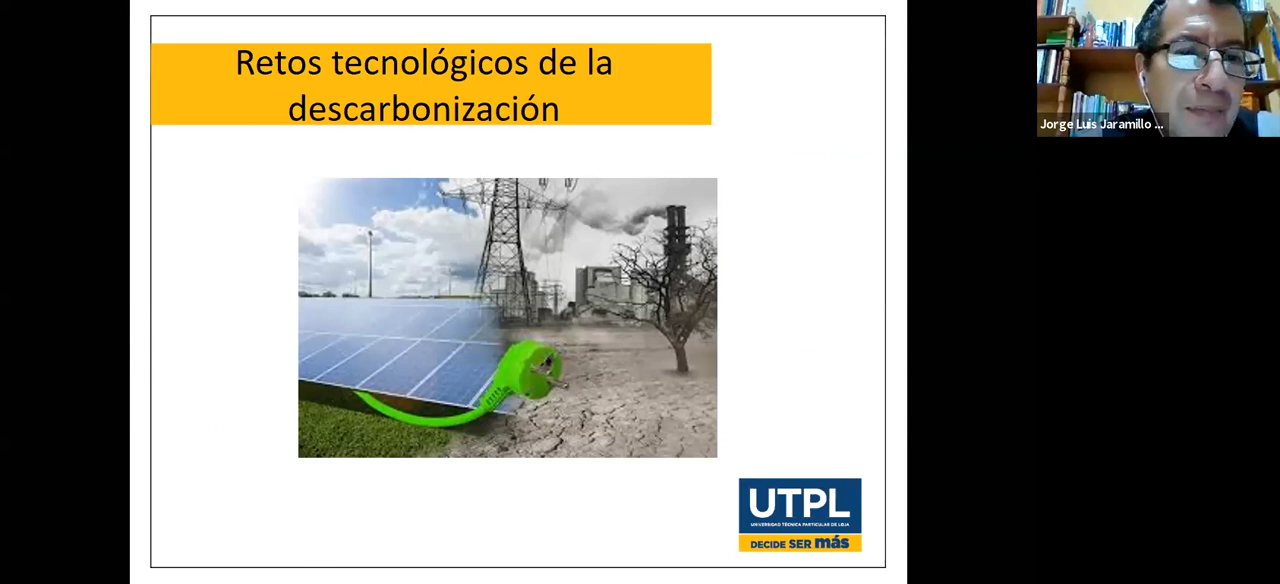 Retos tecnológicos de la
descarbonización
Jorge Luis Jaramillo ...
UTPL
UNIVERSIDAD TÉCNICA PARTICULAR DE LOJA
DECIDE SER más